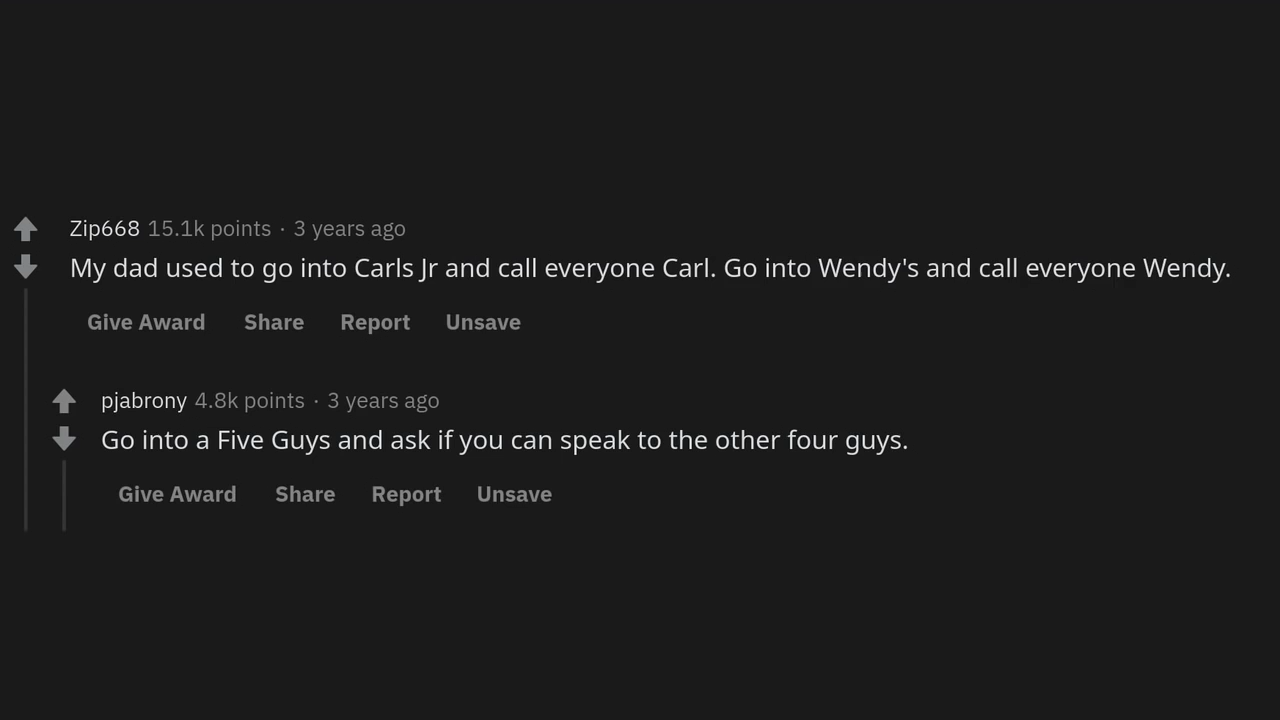 Zip668 15.1k points · 3 years ago
My dad used to go into Carls Jr and call everyone Carl. Go into Wendy's and call everyone Wendy.
Give Award Share Report Unsave
pjabrony 4.8k points · 3 years ago
Go into a Five Guys and ask if you can speak to the other four guys.
Give Award Share Report Unsave